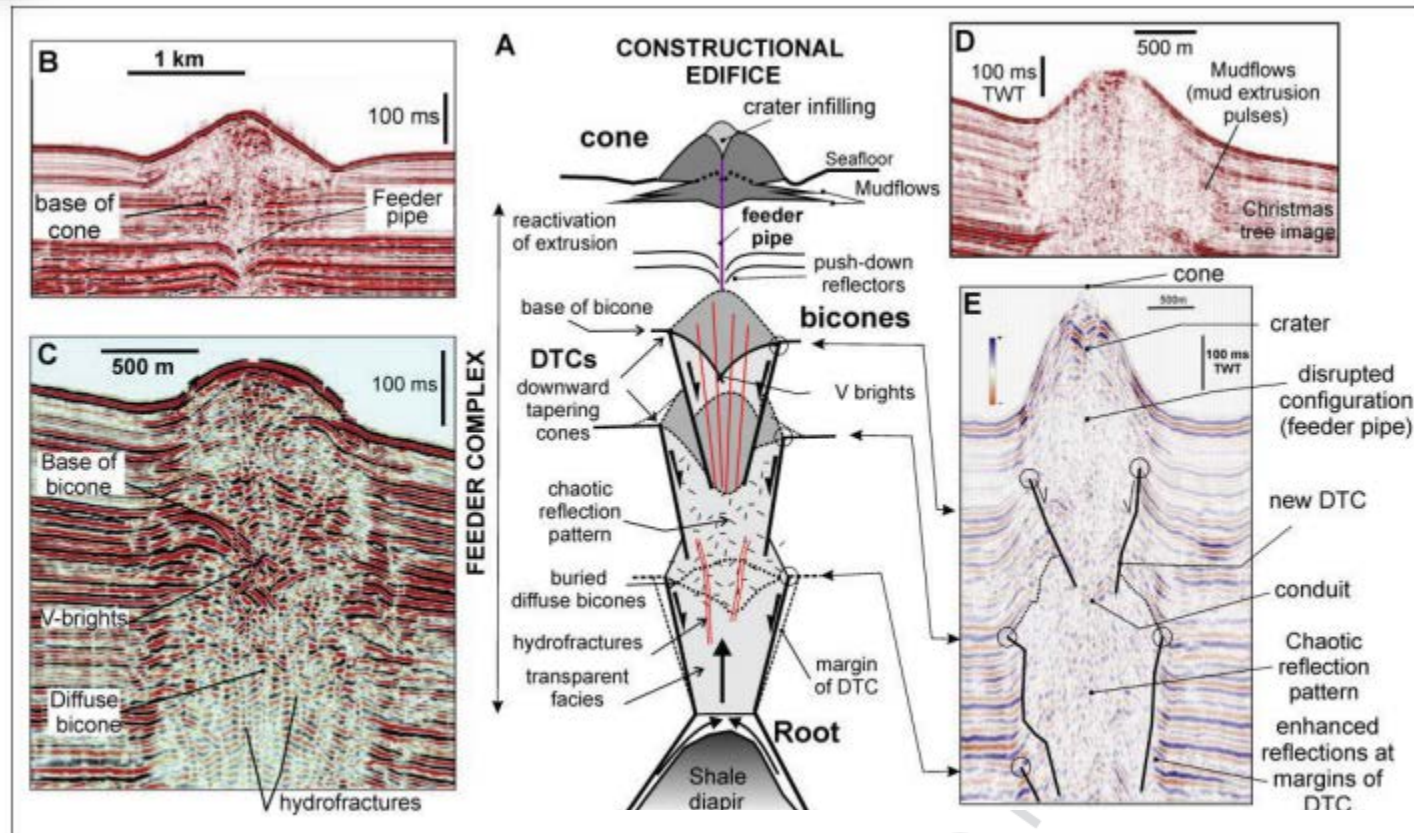 B
1 km
100 ms
base of
cone
Feeder
pipe
C
500 m
100 ms
Base of
bicone
V-brights
Diffuse
bicone
hydrofractures
A
CONSTRUCTIONAL
EDIFICE
crater infilling
cone
Seafloor
Mudflows
reactivation
of extrusion
feeder
pipe
push-down
reflectors
base of bicone
bicones
DTCs
downward
tapering
cones
V brights
FEEDER COMPLEX
chaotic
reflection
pattern
buried
diffuse bicones
hydrofractures
transparent
facies
margin
of DTC
Root
Shale
diapir
D
500 m
100 ms
TWT
Mudflows
(mud extrusion
pulses)
Christmas
tree image
cone
E
500m
100 ms
TWT
crater
disrupted
configuration
(feeder pipe)
new DTC
conduit
Chaotic
reflection
pattern
enhanced
reflections at
margins of
DTC